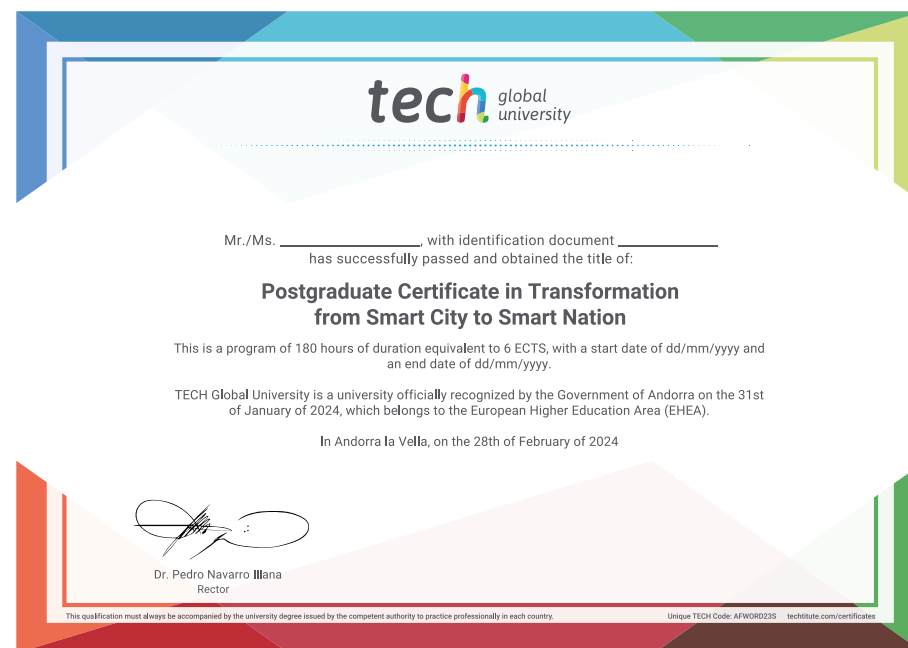 tech global
university
Mr./Ms. ____________________, with identification document ______________
has successfully passed and obtained the title of:
Postgraduate Certificate in Transformation
from Smart City to Smart Nation
This is a program of 180 hours of duration equivalent to 6 ECTS, with a start date of dd/mm/yyyy and
an end date of dd/mm/yyyy.
TECH Global University is a university officially recognized by the Government of Andorra on the 31st
of January of 2024, which belongs to the European Higher Education Area (EHEA).
In Andorra la Vella, on the 28th of February of 2024
Dr. Pedro Navarro Illana
Rector
This qualification must always be accompanied by the university degree issued by the competent authority to practice professionally in each country.
Unique TECH Code: AFWORD23S techtitute.com/certificates